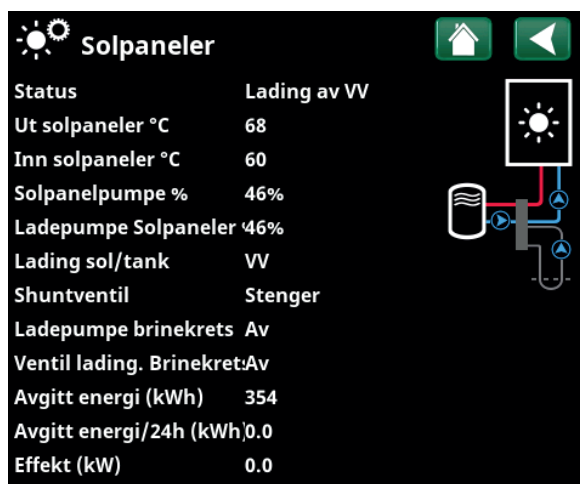 Solpaneler
Status Lading av VV
Ut solpaneler °C 68
Inn solpaneler °C 60
Solpanelpumpe % 46%
Ladepumpe Solpaneler 46%
Lading sol/tank VV
Shuntventil Stenger
Ladepumpe brinekrets Av
Ventil lading. Brinekrets Av
Avgitt energi (kWh) 354
Avgitt energi/24h (kWh) 0.0
Effekt (kW) 0.0